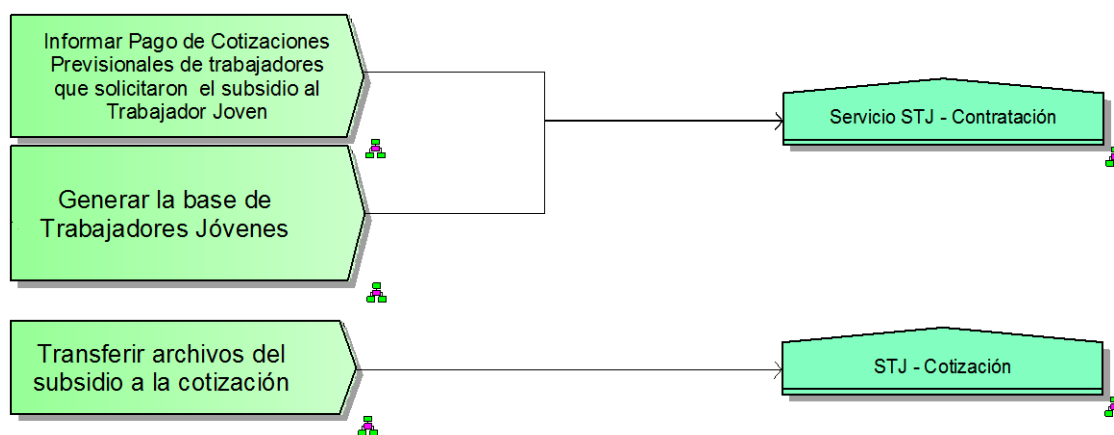 Informar Pago de Cotizaciones
Previsionales de trabajadores
que solicitaron el subsidio al
Trabajador Joven
Servicio STJ - Contratación
Generar la base de
Trabajadores Jóvenes
Transferir archivos del
subsidio a la cotización
STJ - Cotización